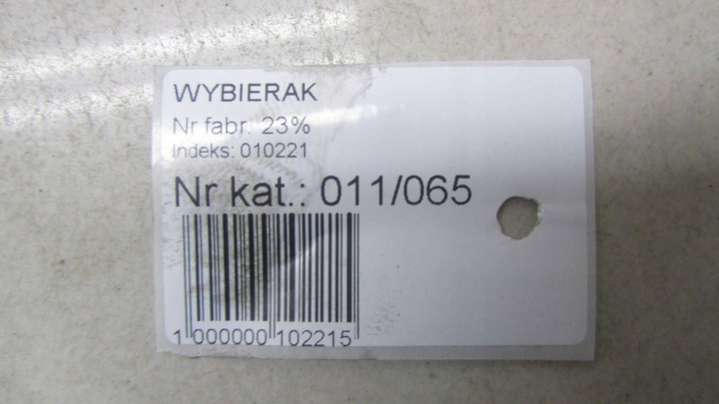 WYBIERAK
Nr fabr. 23%
Indeks: 010221
Nr kat.: 011/065
1 000000 102215